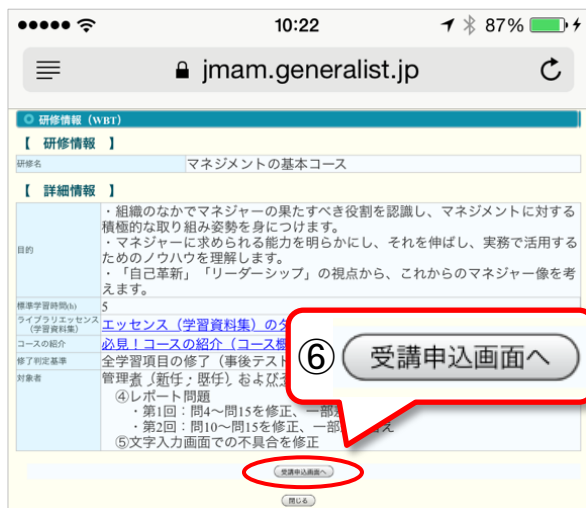 10:22
87%
jmam.generalist.jp
研修情報（WBT）
【 研修情報 】
研修名
マネジメントの基本コース
【 詳細情報 】
目的
・組織のなかでマネジャーの果たすべき役割を認識し、マネジメントに対する
積極的な取り組み姿勢を身につけます。
・マネジャーに求められる能力を明らかにし、それを伸ばし、実務で活用する
ためのノウハウを理解します。
・「自己革新」「リーダーシップ」の視点から、これからのマネジャー像を考
えます。
標準学習時間(h)
5
ライブラリエッセンス
（学習資料集）
エッセンス（学習資料集）の
コースの紹介
必見！コースの紹介（コース概
修了判定基準
全学習項目の修了（事後テスト
対象者
管理者（新任・既任）および
④レポート問題
・第1回：問4～問15を修正、一部
・第2回：問10～問15を修正、一部
⑤文字入力画面での不具合を修正
⑥ 受講申込画面へ
受講申込画面へ
閉じる